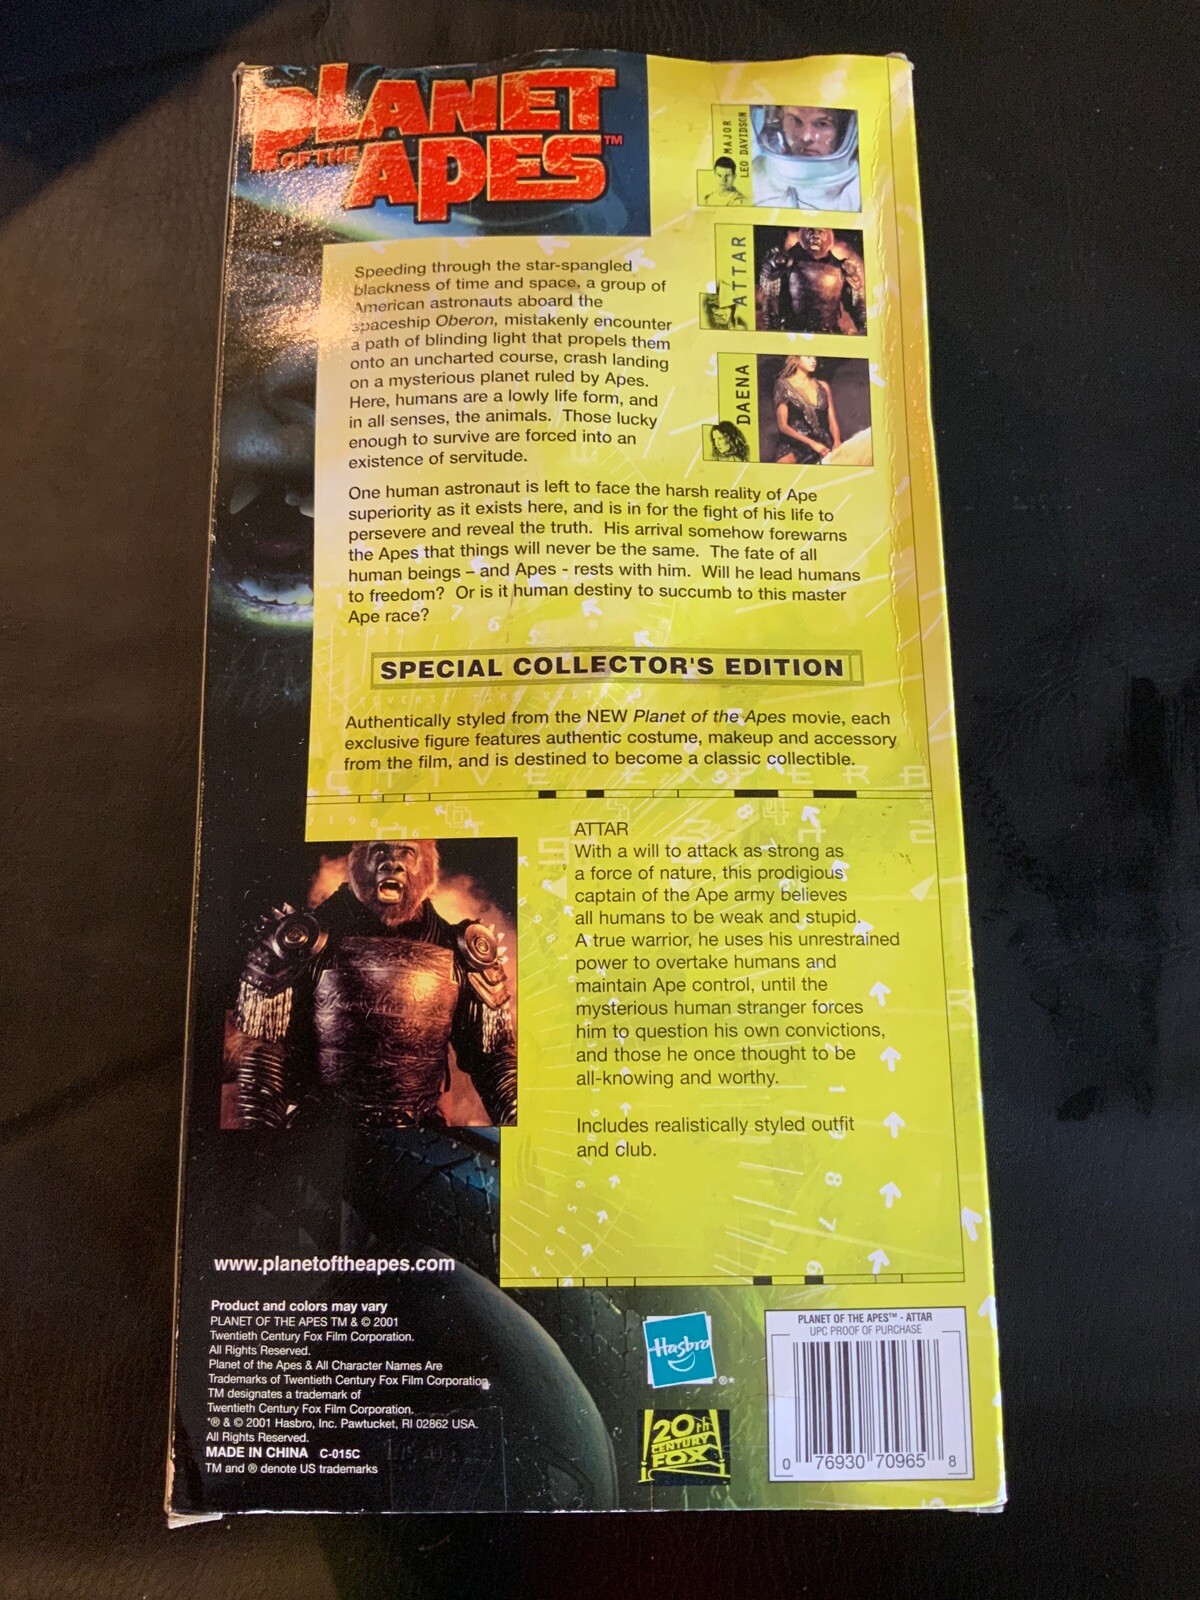 PLANET
OF THE
APES™
MAJOR
LEO DAVIDSON
ATTAR
DAENA
Speeding through the star-spangled
blackness of time and space, a group of
American astronauts aboard the
spaceship Oberon, mistakenly encounter
a path of blinding light that propels them
onto an uncharted course, crash landing
on a mysterious planet ruled by Apes.
Here, humans are a lowly life form, and
in all senses, the animals. Those lucky
enough to survive are forced into an
existence of servitude.
One human astronaut is left to face the harsh reality of Ape
superiority as it exists here, and is in for the fight of his life to
persevere and reveal the truth. His arrival somehow forewarns
the Apes that things will never be the same. The fate of all
human beings – and Apes - rests with him. Will he lead humans
to freedom? Or is it human destiny to succumb to this master
Ape race?
SPECIAL COLLECTOR'S EDITION
Authentically styled from the NEW Planet of the Apes movie, each
exclusive figure features authentic costume, makeup and accessory
from the film, and is destined to become a classic collectible.
ATTAR
With a will to attack as strong as
a force of nature, this prodigious
captain of the Ape army believes
all humans to be weak and stupid.
A true warrior, he uses his unrestrained
power to overtake humans and
maintain Ape control, until the
mysterious human stranger forces
him to question his own convictions,
and those he once thought to be
all-knowing and worthy.
Includes realistically styled outfit
and club.
www.planetoftheapes.com
Product and colors may vary
PLANET OF THE APES TM & © 2001
Twentieth Century Fox Film Corporation.
All Rights Reserved.
Planet of the Apes & All Character Names Are
Trademarks of Twentieth Century Fox Film Corporation.
TM designates a trademark of
Twentieth Century Fox Film Corporation.
*® & © 2001 Hasbro, Inc. Pawtucket, RI 02862 USA.
All Rights Reserved.
MADE IN CHINA C-015C
TM and ® denote US trademarks
Hasbro
®*
20th
CENTURY
FOX
PLANET OF THE APES™ - ATTAR
UPC PROOF OF PURCHASE
0 76930 70965 8